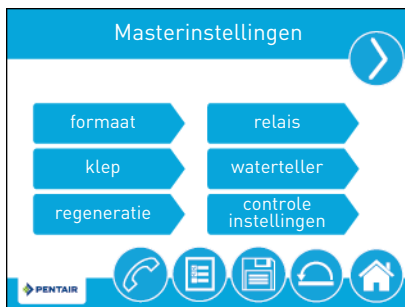 Masterinstellingen
formaat
relais
klep
waterteller
regeneratie
controle
instellingen
PENTAIR